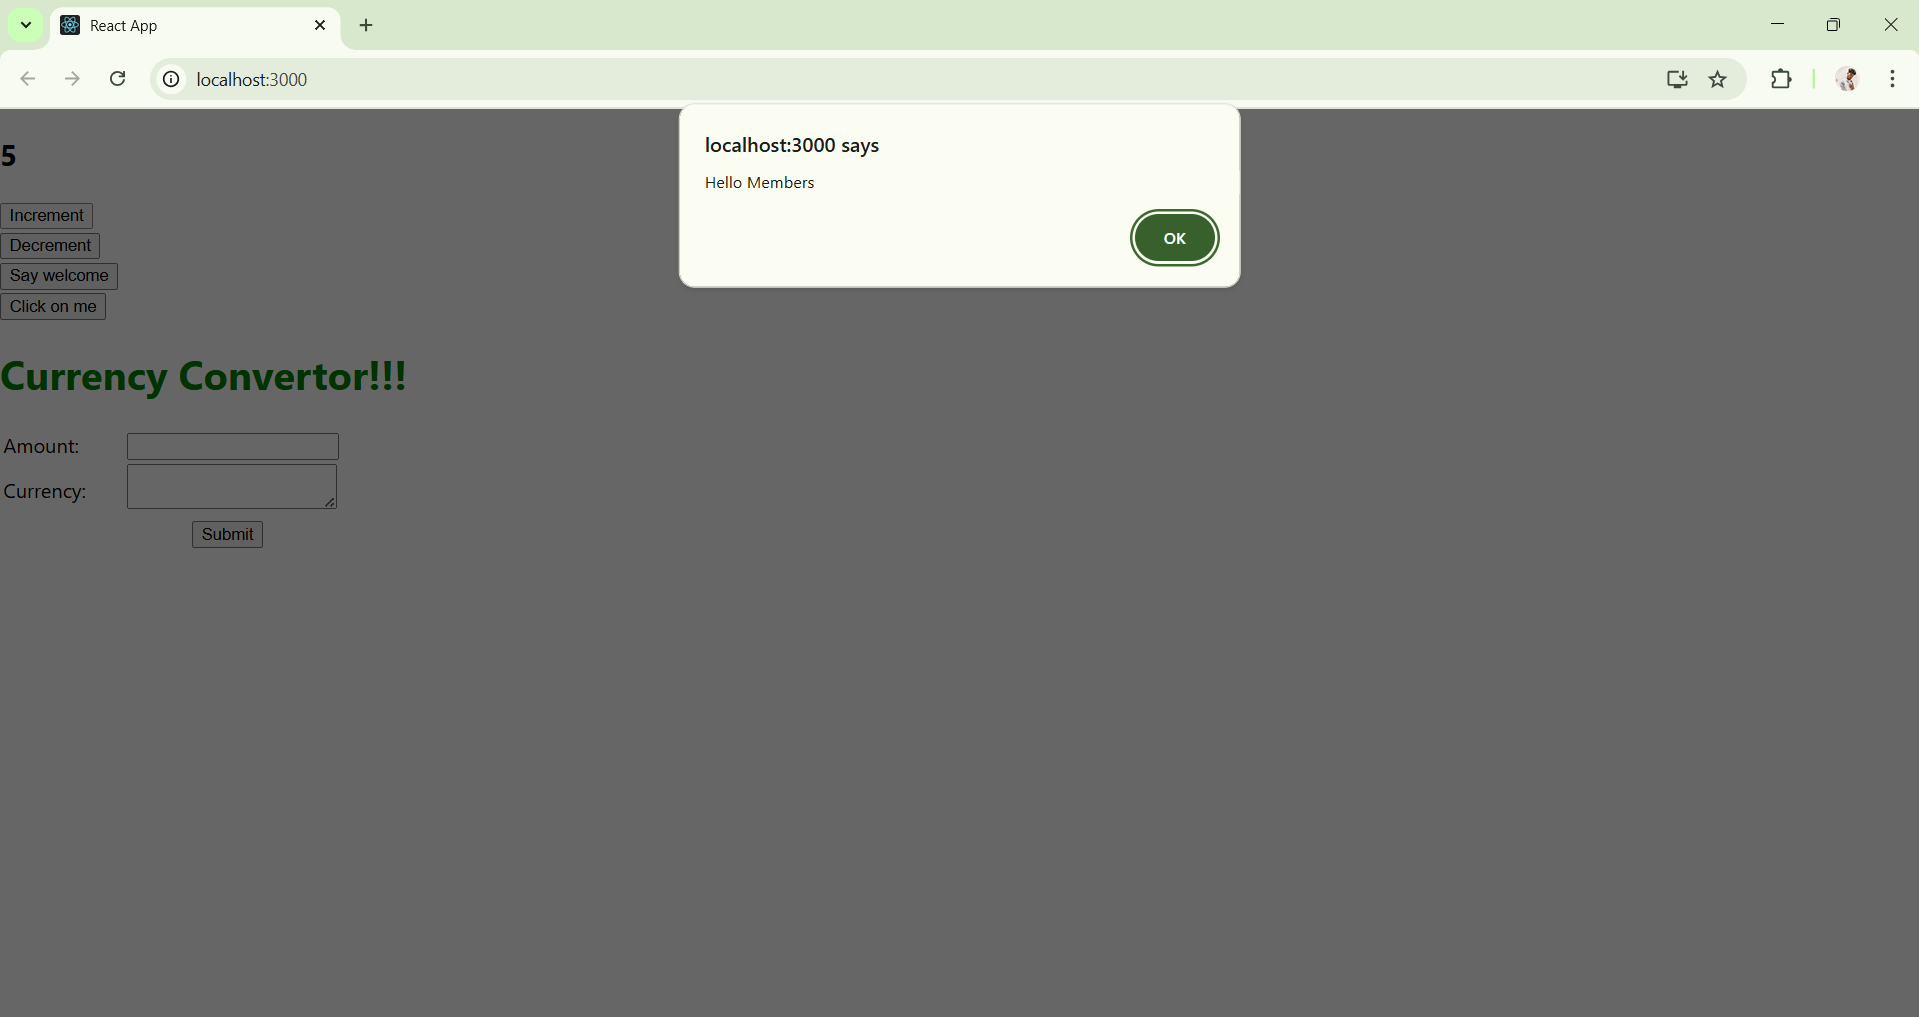 React App
localhost:3000
localhost:3000 says
Hello Members
OK
5
Increment
Decrement
Say welcome
Click on me
Currency Convertor!!!
Amount:
Currency:
Submit